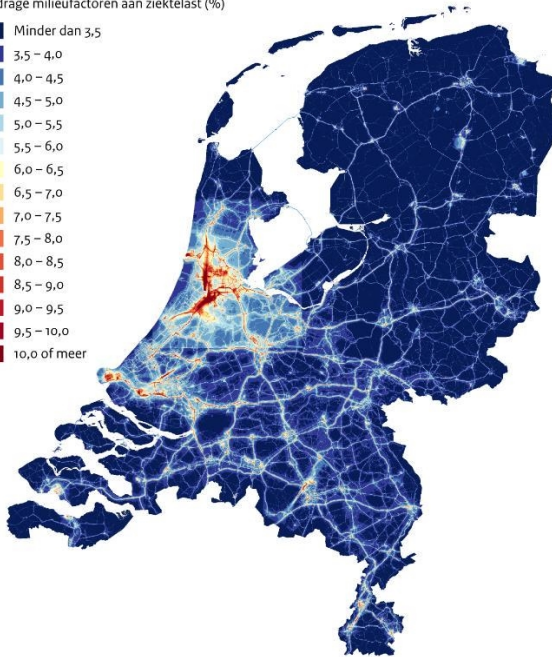 drage milieufactoren aan ziektelast (%)
Minder dan 3,5
3,5 – 4,0
4,0 – 4,5
4,5 – 5,0
5,0 – 5,5
5,5 – 6,0
6,0 – 6,5
6,5 – 7,0
7,0 – 7,5
7,5 – 8,0
8,0 – 8,5
8,5 – 9,0
9,0 – 9,5
9,5 – 10,0
10,0 of meer